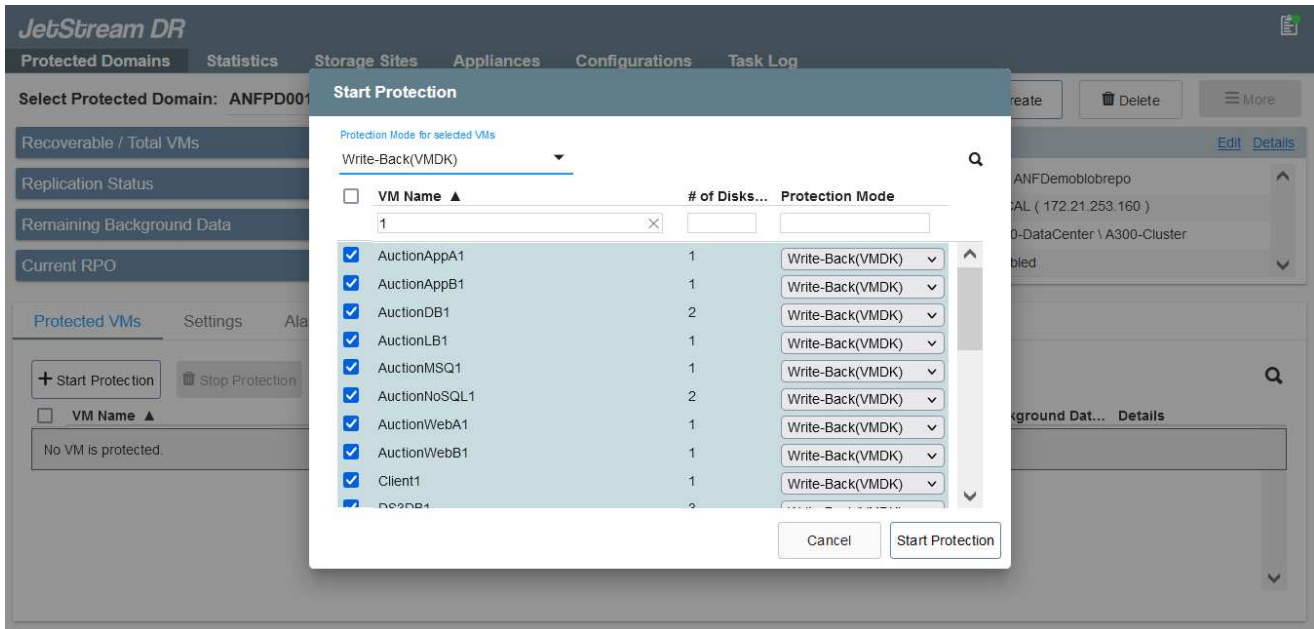 JetStream DR
Protected Domains Statistics Storage Sites Appliances Configurations Task Log
Select Protected Domain: ANFPD001 reate Delete More
Start Protection
Recoverable / Total VMs Edit Details
Replication Status ANFDemoblobrepo
CAL ( 172.21.253.160 )
Remaining Background Data 0-DataCenter \ A300-Cluster
Current RPO bled
Protection Mode for selected VMs
Write-Back(VMDK)
VM Name ▲ # of Disks... Protection Mode
1
AuctionAppA1 1 Write-Back(VMDK)
AuctionAppB1 1 Write-Back(VMDK)
AuctionDB1 2 Write-Back(VMDK)
AuctionLB1 1 Write-Back(VMDK)
AuctionMSQ1 1 Write-Back(VMDK)
AuctionNoSQL1 2 Write-Back(VMDK)
AuctionWebA1 1 Write-Back(VMDK)
AuctionWebB1 1 Write-Back(VMDK)
Client1 1 Write-Back(VMDK)
DS3DB1
Cancel Start Protection
Protected VMs Settings Ala
+ Start Protection Stop Protection
VM Name ▲ kground Dat... Details
No VM is protected.